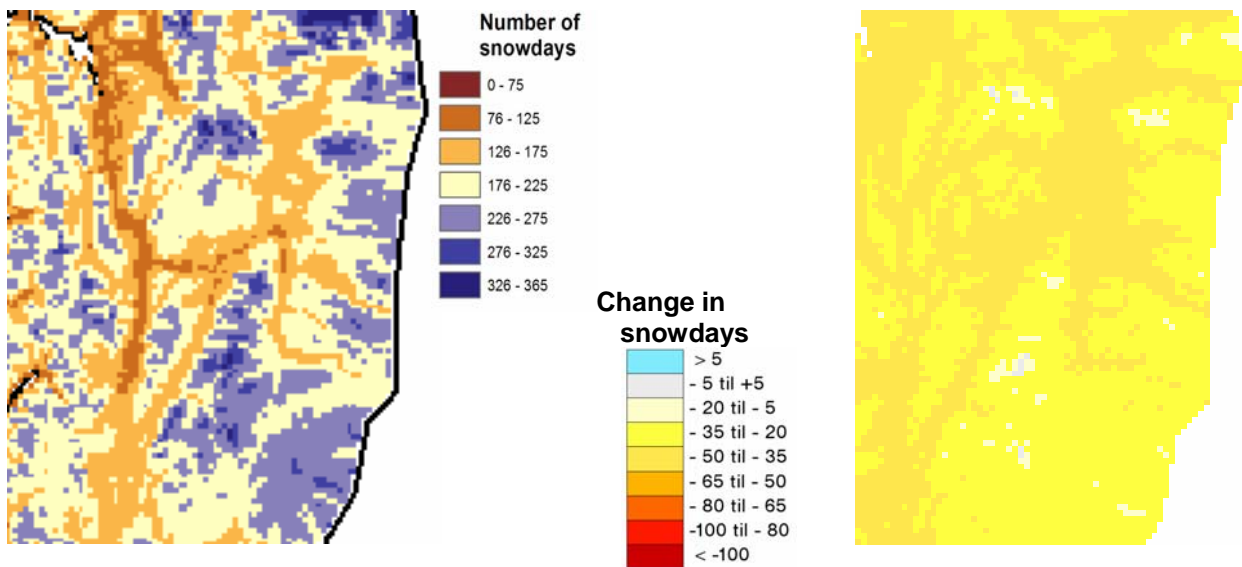 Number of
snowdays
0 - 75
76 - 125
126 - 175
176 - 225
226 - 275
276 - 325
326 - 365
Change in
snowdays
> 5
- 5 til +5
- 20 til - 5
- 35 til - 20
- 50 til - 35
- 65 til - 50
- 80 til - 65
-100 til - 80
< -100